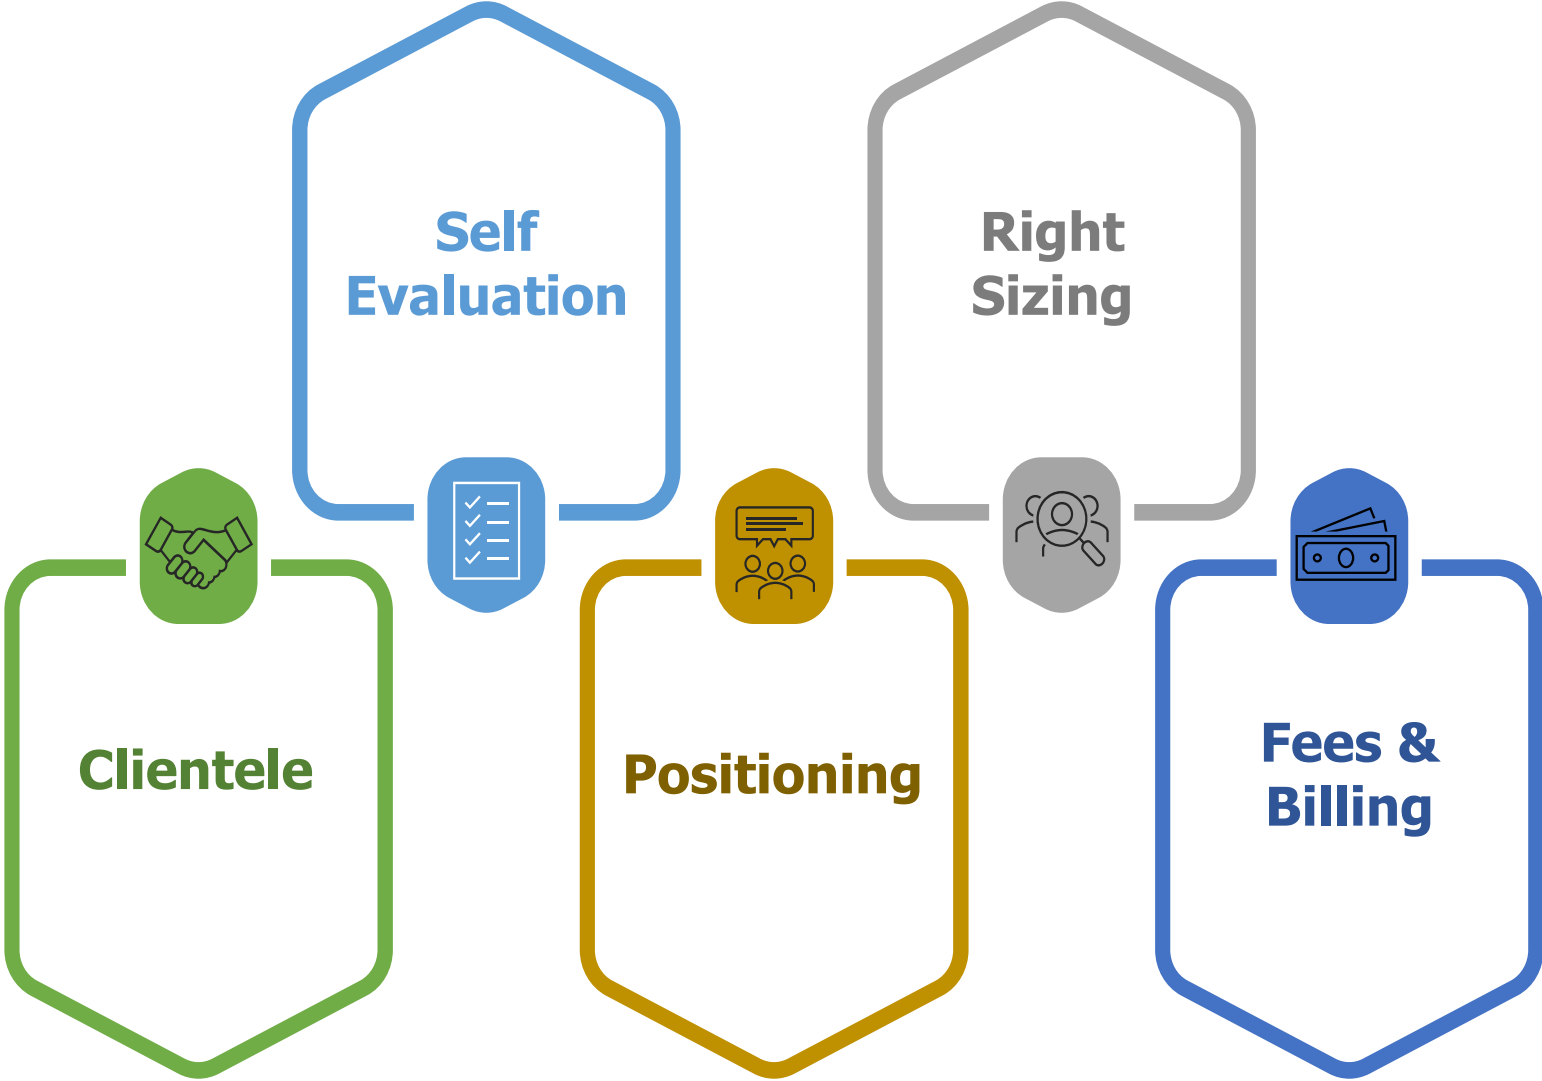 Self
Evaluation
Right
Sizing
Clientele
Positioning
Fees &
Billing